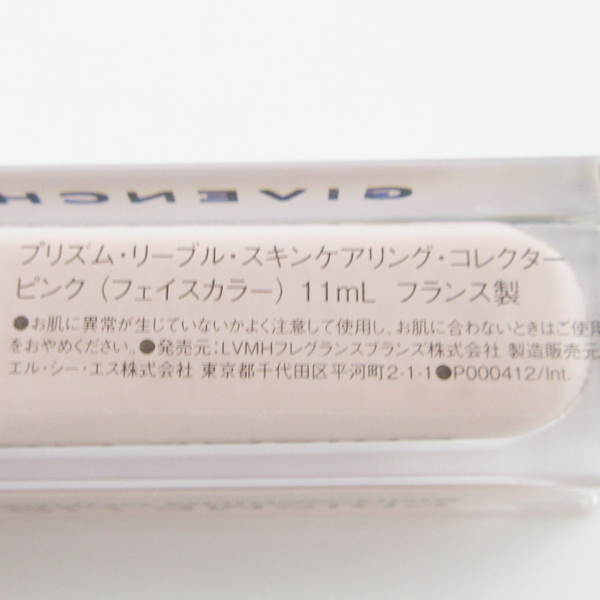 GIVENCH
プリズム・リーブル・スキンケアリング・コレクター
ピンク（フェイスカラー）11mL フランス製
●お肌に異常が生じていないかよく注意して使用し、お肌に合わないときはご使用
をおやめください。●発売元:LVMHフレグランスブランズ株式会社 製造販売元
エル・シー・エス株式会社 東京都千代田区平河町2-1-1●P000412/Int.